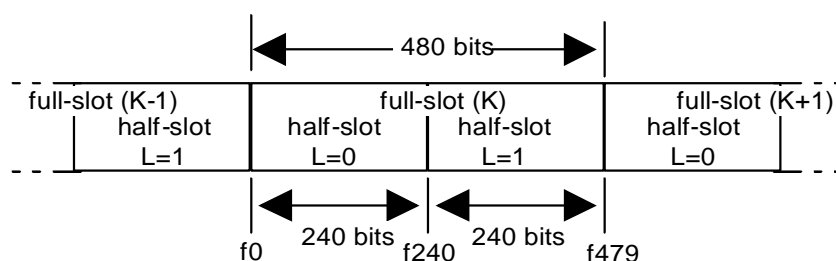 480 bits
full-slot (K-1) full-slot (K) full-slot (K+1)
half-slot half-slot half-slot half-slot
L=1 L=0 L=1 L=0
240 bits 240 bits
f0 f240 f479